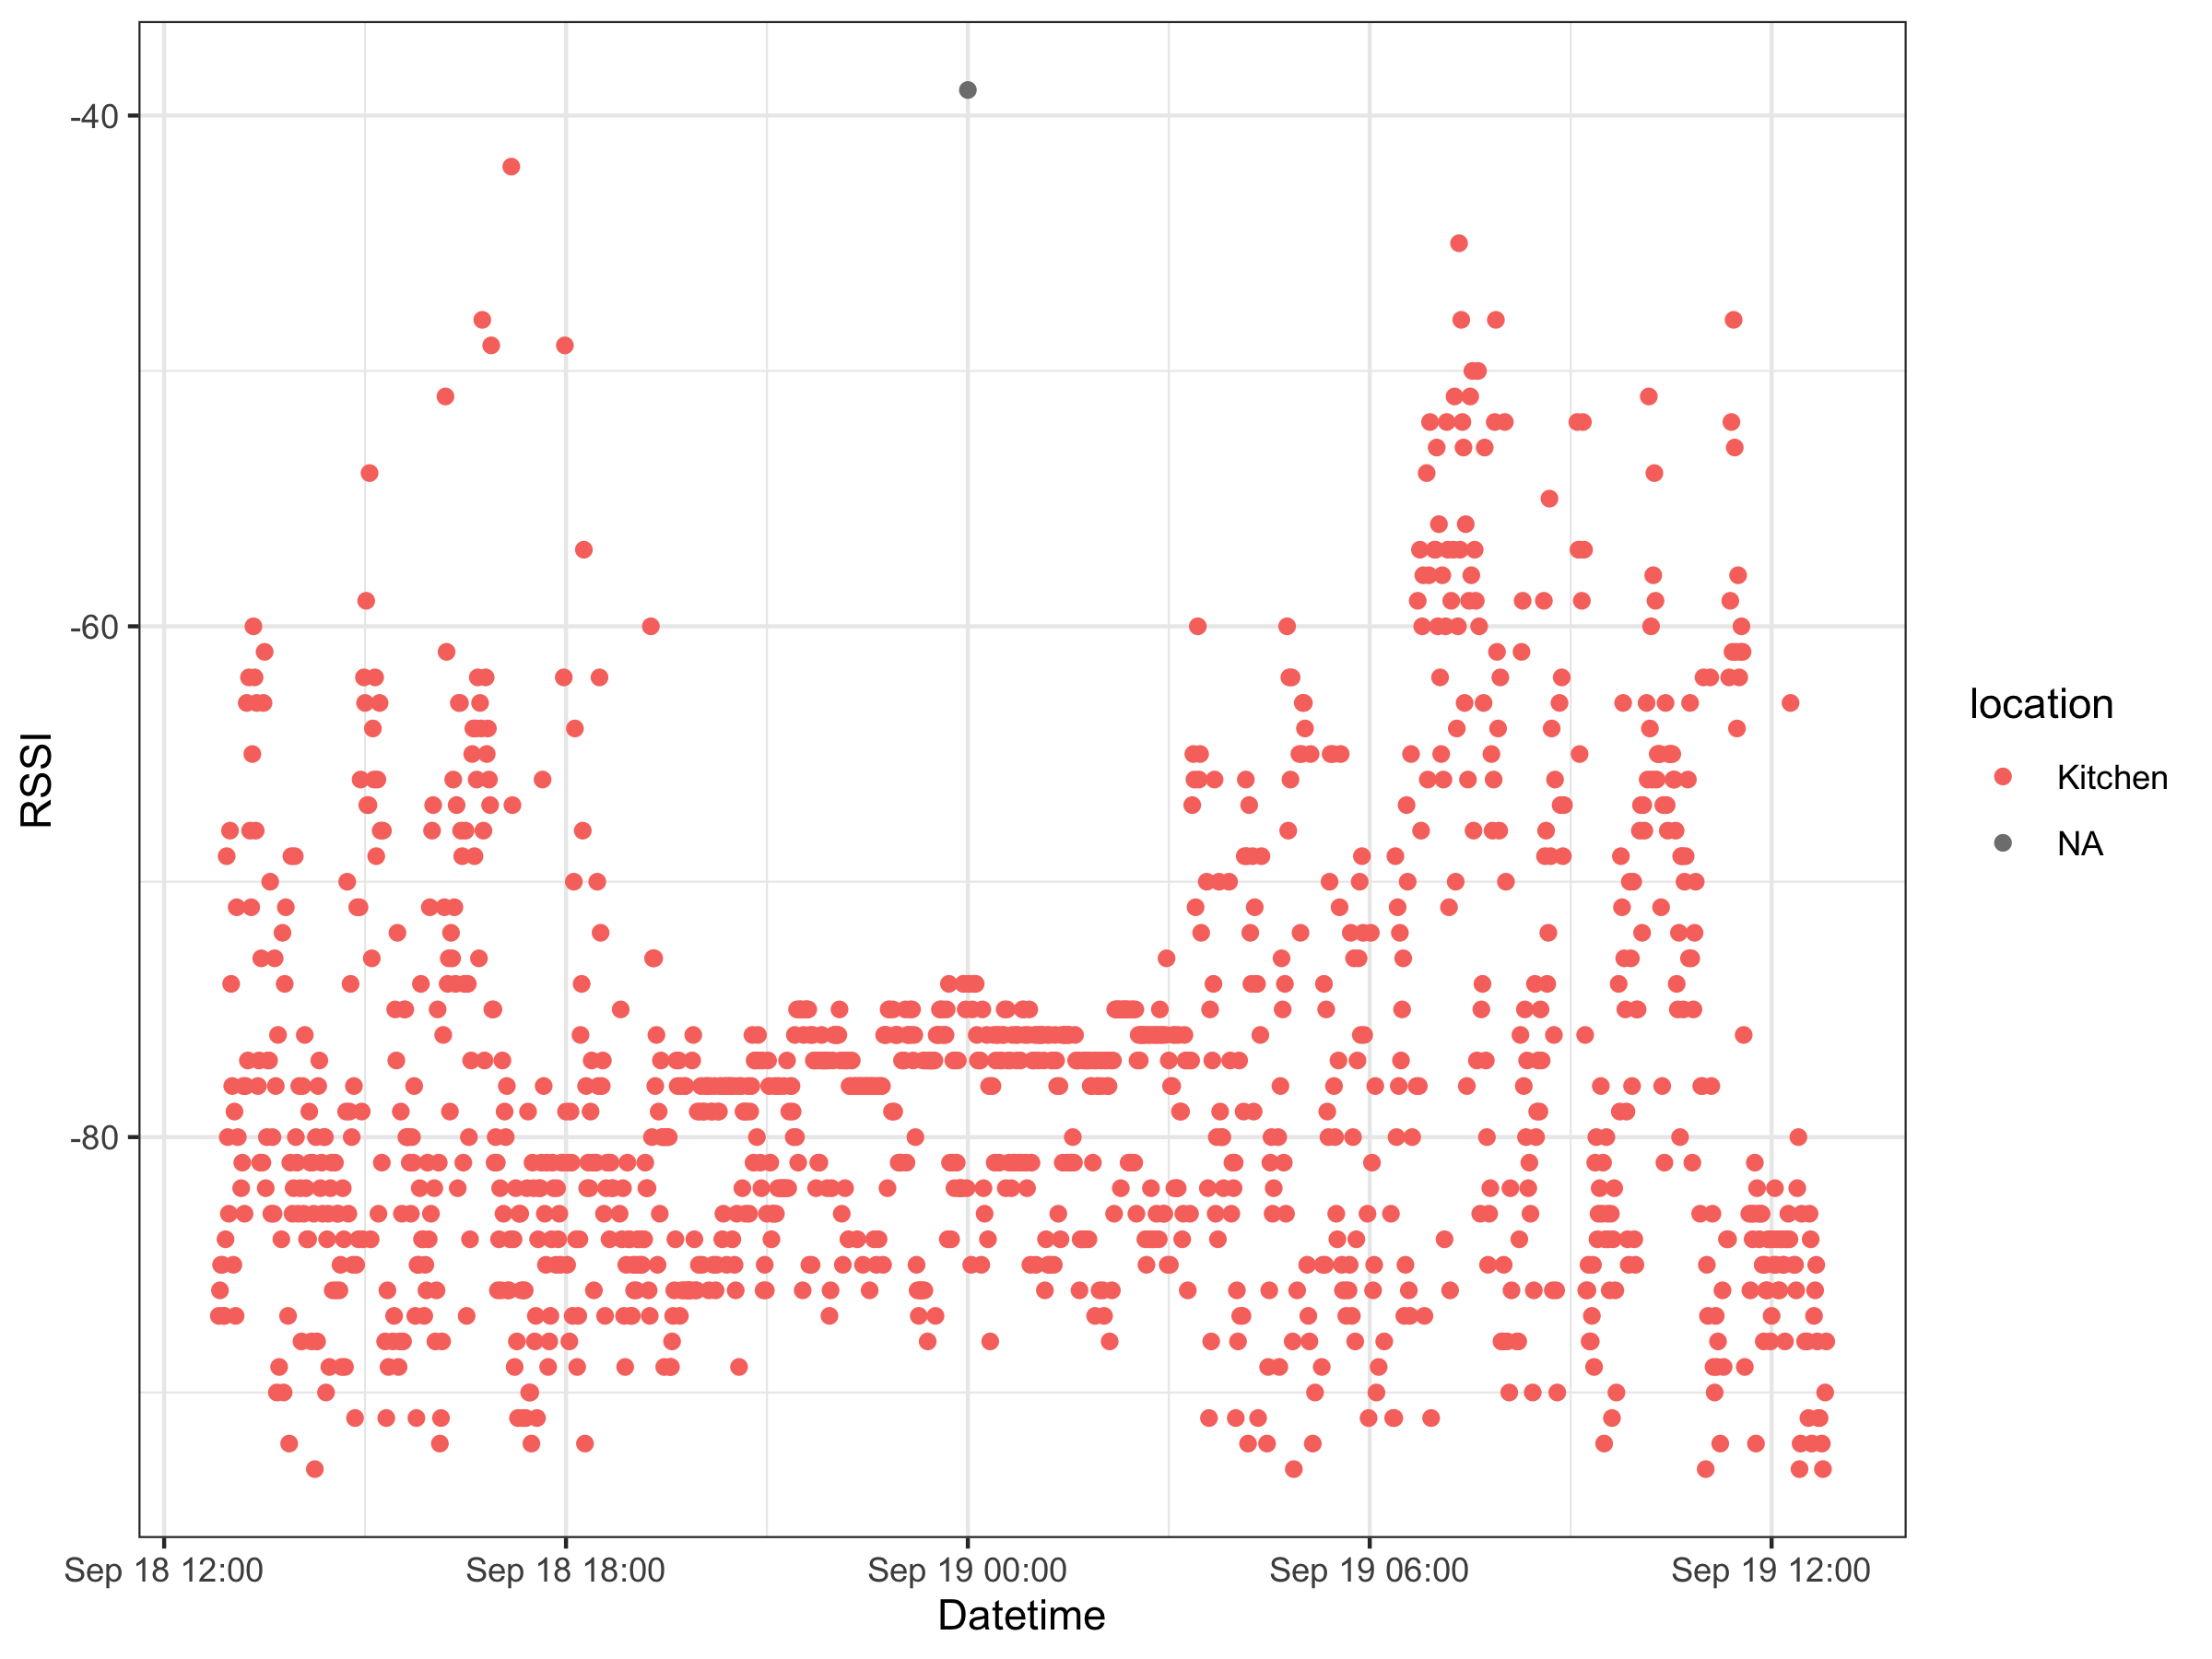 -40
-60
-80
RSSI
Sep 18 12:00
Sep 18 18:00
Sep 19 00:00
Sep 19 06:00
Sep 19 12:00
Datetime
location
Kitchen
NA